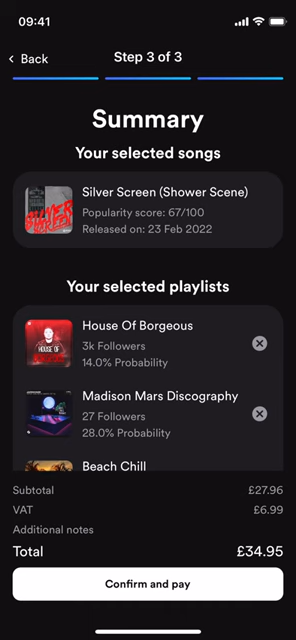 09:41
Back
Step 3 of 3
Summary
Your selected songs
Silver Screen (Shower Scene)
Popularity score: 67/100
Released on: 23 Feb 2022
Your selected playlists
House Of Borgeous
3k Followers
14.0% Probability
Madison Mars Discography
27 Followers
28.0% Probability
Beach Chill
Subtotal £27.96
VAT £6.99
Additional notes
Total £34.95
Confirm and pay